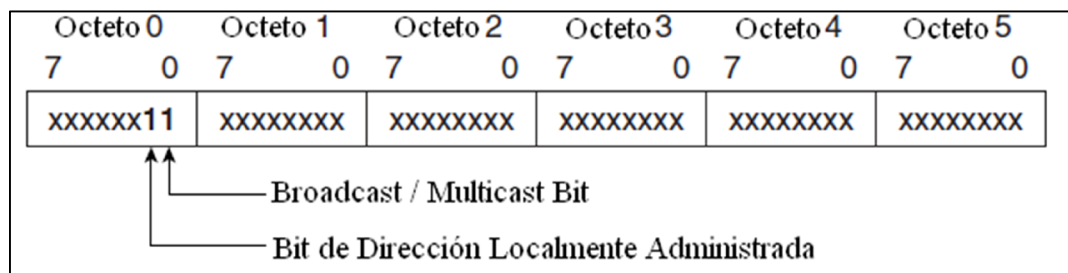 Octeto 0 Octeto 1 Octeto 2 Octeto 3 Octeto 4 Octeto 5
7 0 7 0 7 0 7 0 7 0 7 0
xxxxxx11 xxxxxxxx xxxxxxxx xxxxxxxx xxxxxxxx xxxxxxxx
Broadcast / Multicast Bit
Bit de Dirección Localmente Administrada